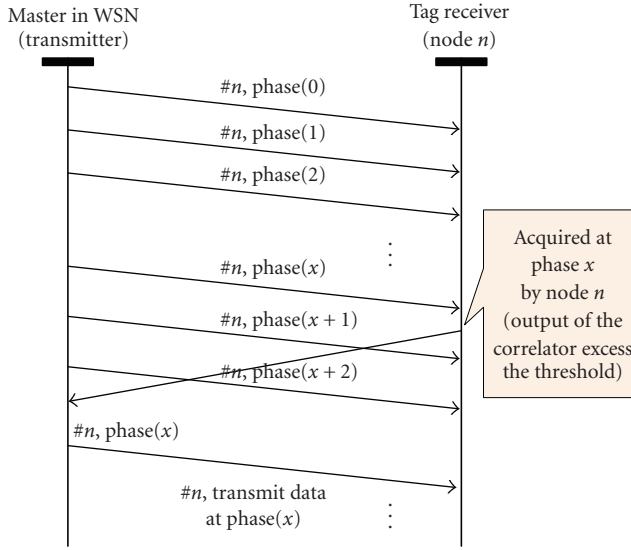 Master in WSN
(transmitter)
Tag receiver
(node n)
#n, phase(0)
#n, phase(1)
#n, phase(2)
⋮
#n, phase(x)
#n, phase(x + 1)
#n, phase(x + 2)
Acquired at
phase x
by node n
(output of the
correlator excess
the threshold)
#n, phase(x)
#n, transmit data
at phase(x)
⋮